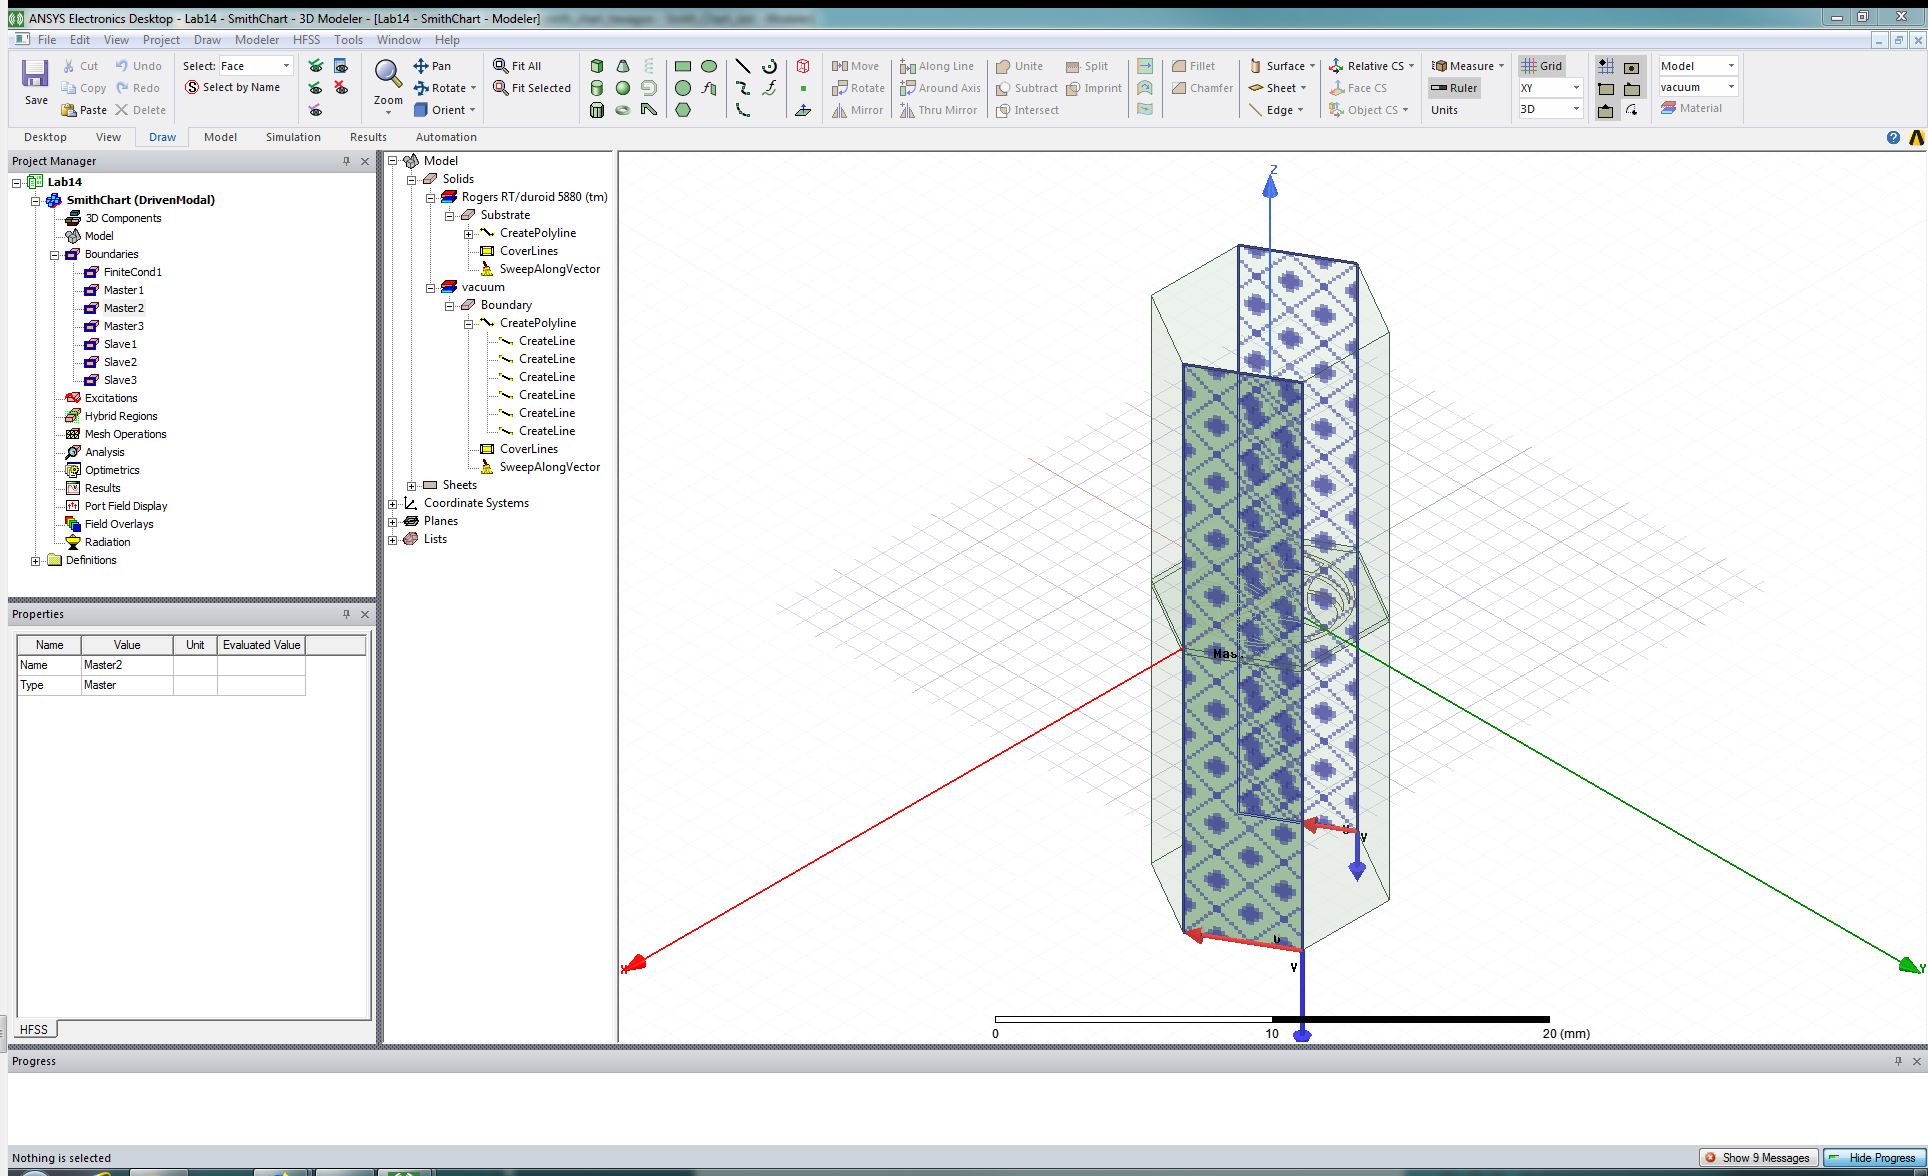 ANSYS Electronics Desktop - Lab14 - SmithChart - 3D Modeler - [Lab14 - SmithChart - Modeler]
File Edit View Project Draw Modeler HFSS Tools Window Help
Save
Cut
Copy
Paste
Undo
Redo
Delete
Select: Face
Select by Name
Zoom
Pan
Rotate
Orient
Fit All
Fit Selected
Move
Rotate
Mirror
Along Line
Around Axis
Thru Mirror
Unite
Subtract
Intersect
Split
Imprint
Fillet
Chamfer
Surface
Sheet
Edge
Relative CS
Face CS
Object CS
Measure
Ruler
Units
Grid
XY
3D
Model
vacuum
Material
Desktop View Draw Model Simulation Results Automation
Project Manager
Lab14
SmithChart (DrivenModal)
3D Components
Model
Boundaries
FiniteCond1
Master1
Master2
Master3
Slave1
Slave2
Slave3
Excitations
Hybrid Regions
Mesh Operations
Analysis
Optimetrics
Results
Port Field Display
Field Overlays
Radiation
Definitions
Properties
Name Value Unit Evaluated Value
Name Master2
Type Master
HFSS
Model
Solids
Rogers RT/duroid 5880 (tm)
Substrate
CreatePolyline
CoverLines
SweepAlongVector
vacuum
Boundary
CreatePolyline
CreateLine
CreateLine
CreateLine
CreateLine
CreateLine
CreateLine
CoverLines
SweepAlongVector
Sheets
Coordinate Systems
Planes
Lists
Z
Mas
V
U
V
X
Y
0 10 20 (mm)
Progress
Nothing is selected
Show 9 Messages
Hide Progress